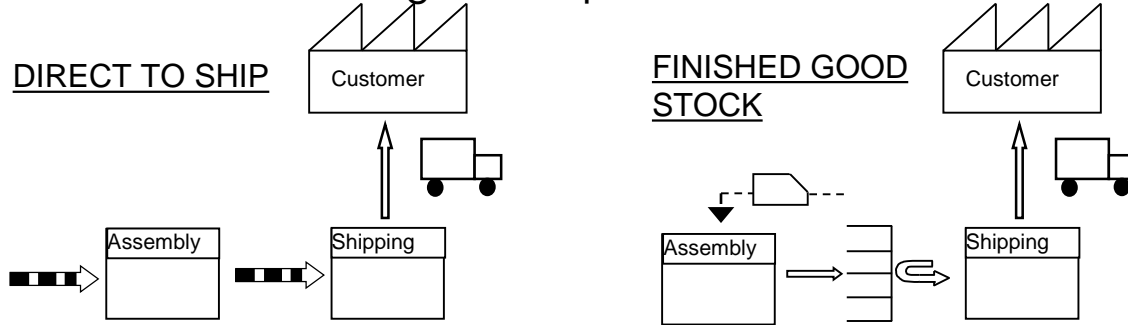 DIRECT TO SHIP
Customer
Assembly
Shipping
FINISHED GOOD
STOCK
Customer
Assembly
Shipping